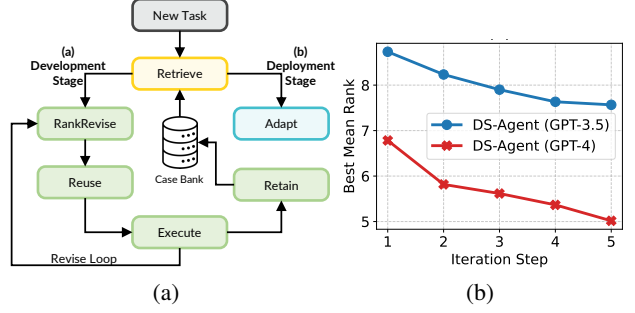 New Task
(a)
Development
Stage
Retrieve
(b)
Deployment
Stage
RankRevise
Adapt
Case Bank
Reuse
Retain
Execute
Revise Loop
(a)
Best Mean Rank
8
7
6
5
DS-Agent (GPT-3.5)
DS-Agent (GPT-4)
1 2 3 4 5
Iteration Step
(b)